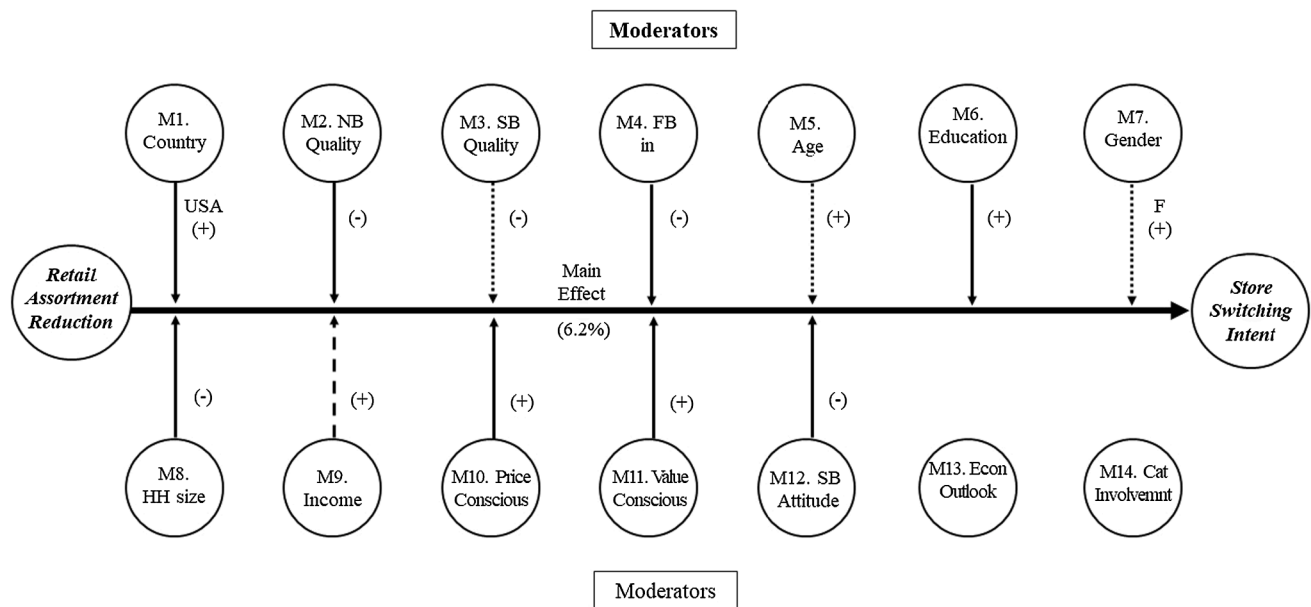 Moderators
M1.
Country
M2. NB
Quality
M3. SB
Quality
M4. FB
in
M5.
Age
M6.
Education
M7.
Gender
USA
(+)
(-)
(-)
(-)
(+)
(+)
F
(+)
Retail
Assortment
Reduction
Main
Effect
(6.2%)
Store
Switching
Intent
(-)
(+)
(+)
(+)
(-)
M8.
HH size
M9.
Income
M10. Price
Conscious
M11. Value
Conscious
M12. SB
Attitude
M13. Econ
Outlook
M14. Cat
Involvemnt
Moderators